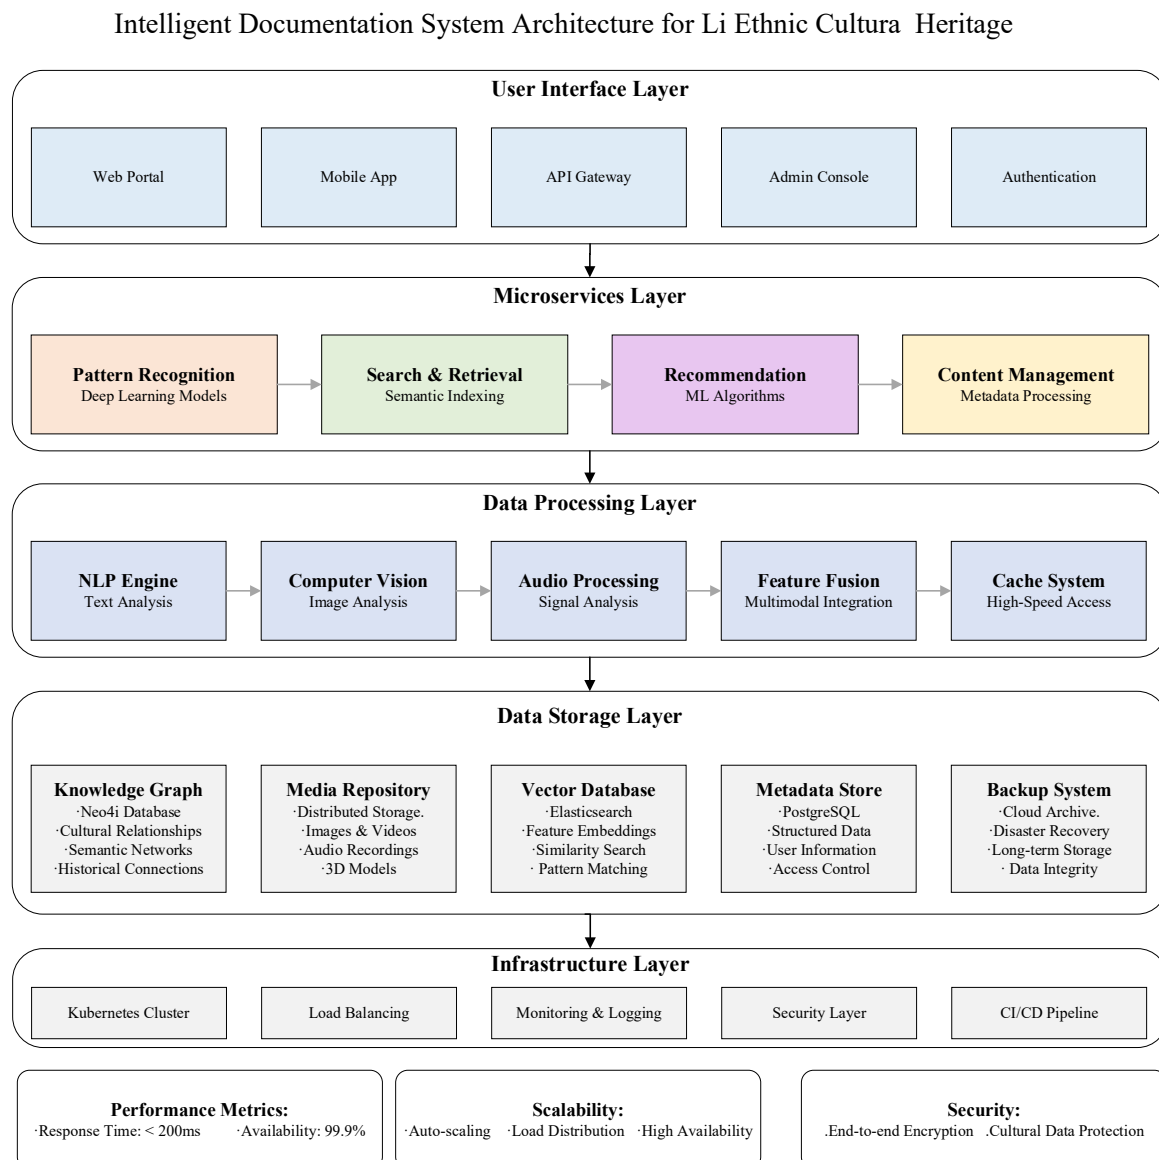 Intelligent Documentation System Architecture for Li Ethnic Cultura  Heritage
User Interface Layer
Web Portal
Mobile App
API Gateway
Admin Console
Authentication
Microservices Layer
Pattern Recognition
Deep Learning Models
Search & Retrieval
Semantic Indexing
Recommendation
ML Algorithms
Content Management
Metadata Processing
Data Processing Layer
NLP Engine
Text Analysis
Computer Vision
Image Analysis
Audio Processing
Signal Analysis
Feature Fusion
Multimodal Integration
Cache System
High-Speed Access
Data Storage Layer
Knowledge Graph
·Neo4i Database
·Cultural Relationships
·Semantic Networks
·Historical Connections
Media Repository
·Distributed Storage.
·Images & Videos
·Audio Recordings
·3D Models
Vector Database
·Elasticsearch
·Feature Embeddings
·Similarity Search
· Pattern Matching
Metadata Store
·PostgreSQL
·Structured Data
·User Information
·Access Control
Backup System
·Cloud Archive.
·Disaster Recovery
·Long-term Storage
· Data Integrity
Infrastructure Layer
Kubernetes Cluster
Load Balancing
Monitoring & Logging
Security Layer
CI/CD Pipeline
Performance Metrics:
·Response Time: < 200ms ·Availability: 99.9%
Scalability:
·Auto-scaling ·Load Distribution ·High Availability
Security:
.End-to-end Encryption .Cultural Data Protection